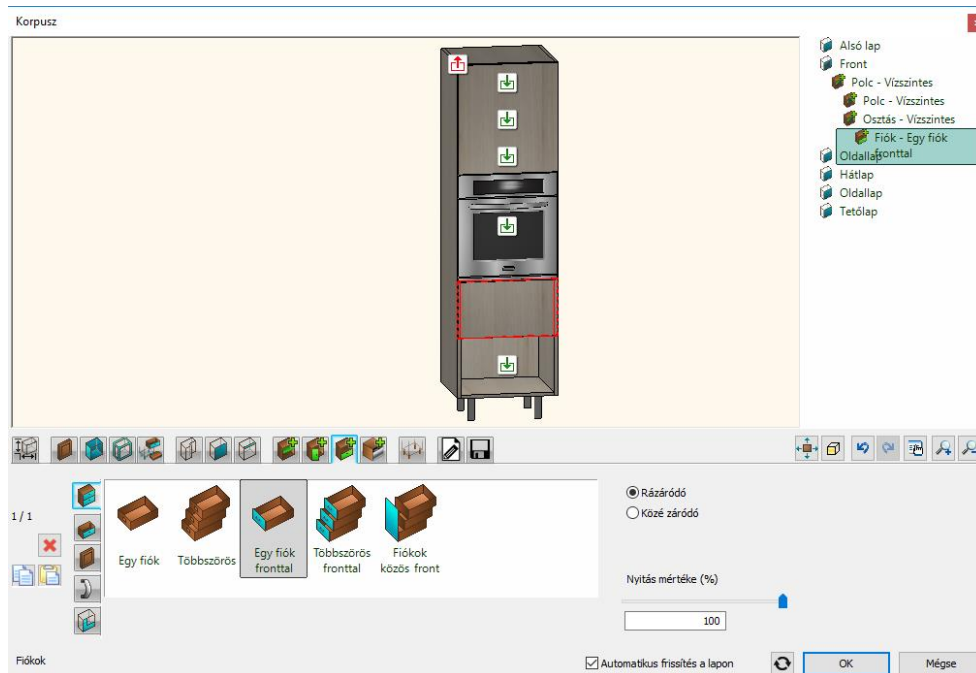 Korpusz
Alsó lap
Front
Polc - Vízszintes
Polc - Vízszintes
Osztás - Vízszintes
Fiók - Egy fiók
fronttal
Oldallap
Hátlap
Oldallap
Tetőlap
1 / 1
Egy fiók
Többszörös
Egy fiók
fronttal
Többszörös
fronttal
Fiókok
közös front
Rázáródó
Közé záródó
Nyitás mértéke (%)
100
Fiókok
Automatikus frissítés a lapon
OK
Mégse